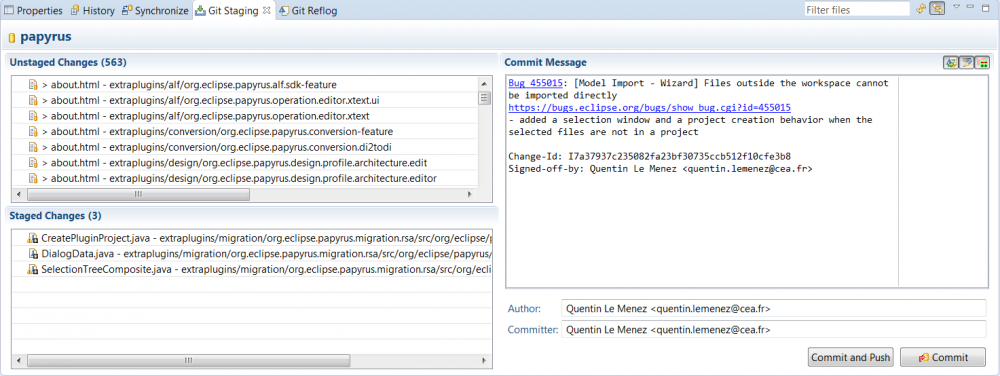 Properties History Synchronize Git Staging Git Reflog Filter files
papyrus
Unstaged Changes (563)
> about.html - extraplugins/alf/org.eclipse.papyrus.alf.sdk-feature
> about.html - extraplugins/alf/org.eclipse.papyrus.operation.editor.xtext.ui
> about.html - extraplugins/alf/org.eclipse.papyrus.operation.editor.xtext
> about.html - extraplugins/conversion/org.eclipse.papyrus.conversion-feature
> about.html - extraplugins/conversion/org.eclipse.papyrus.conversion.di2todi
> about.html - extraplugins/design/org.eclipse.papyrus.design.profile.architecture.edit
> about.html - extraplugins/design/org.eclipse.papyrus.design.profile.architecture.editor
Staged Changes (3)
CreatePluginProject.java - extraplugins/migration/org.eclipse.papyrus.migration.rsa/src/org/eclipse/p
DialogData.java - extraplugins/migration/org.eclipse.papyrus.migration.rsa/src/org/eclipse/papyrus/
SelectionTreeComposite.java - extraplugins/migration/org.eclipse.papyrus.migration.rsa/src/org/ecli
Commit Message
Bug 455015: [Model Import - Wizard] Files outside the workspace cannot
be imported directly
https://bugs.eclipse.org/bugs/show_bug.cgi?id=455015
- added a selection window and a project creation behavior when the
selected files are not in a project
Change-Id: I7a37937c235082fa23bf30735ccb512f10cfe3b8
Signed-off-by: Quentin Le Menez <quentin.lemenez@cea.fr>
Author: Quentin Le Menez <quentin.lemenez@cea.fr>
Committer: Quentin Le Menez <quentin.lemenez@cea.fr>
Commit and Push Commit